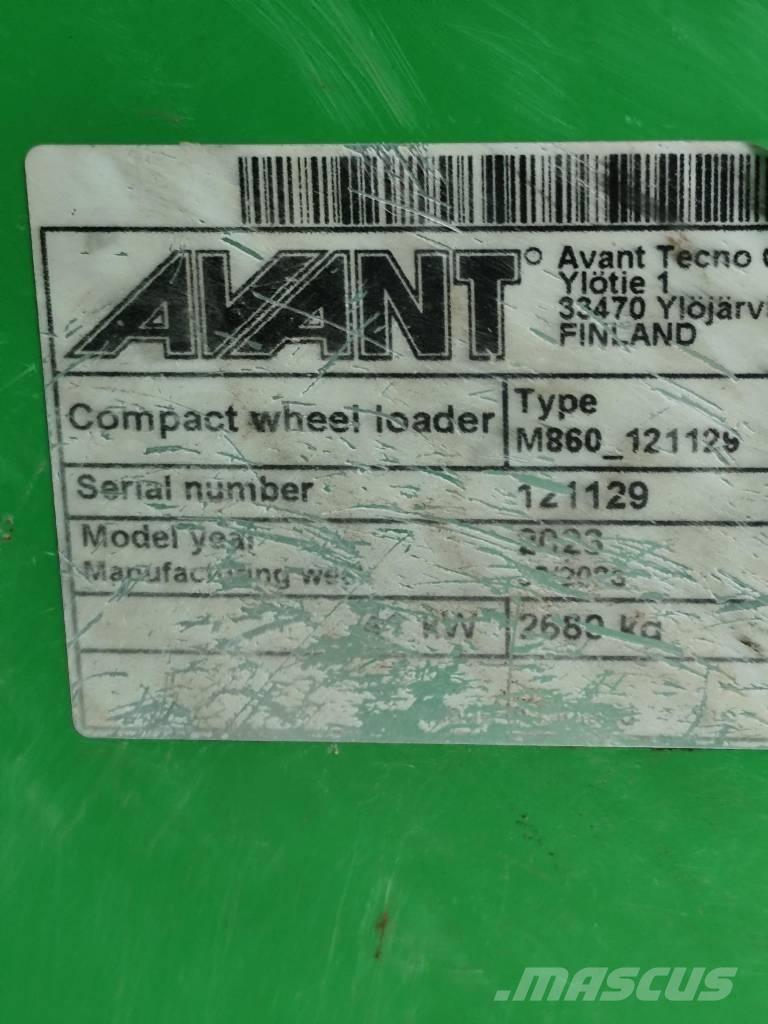 AVANT
Avant Tecno
Ylötie 1
33470 Ylöjärvi
FINLAND
Compact wheel loader
Type
M860_121129
Serial number
121129
Model year
2023
Manufacturing
kW
kg
MASCUS